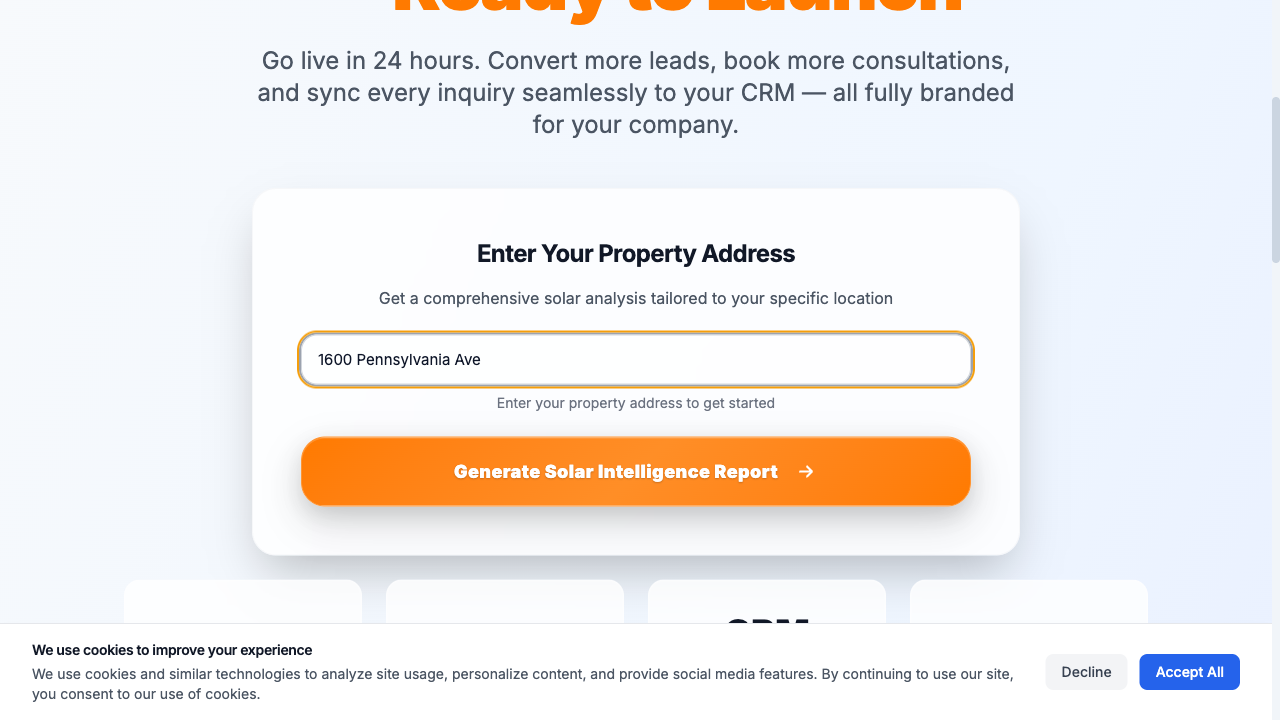 Ready to Launch
Go live in 24 hours. Convert more leads, book more consultations,
and sync every inquiry seamlessly to your CRM — all fully branded
for your company.
Enter Your Property Address
Get a comprehensive solar analysis tailored to your specific location
1600 Pennsylvania Ave
Enter your property address to get started
Generate Solar Intelligence Report →
CRM
We use cookies to improve your experience
We use cookies and similar technologies to analyze site usage, personalize content, and provide social media features. By continuing to use our site,
you consent to our use of cookies.
Decline
Accept All